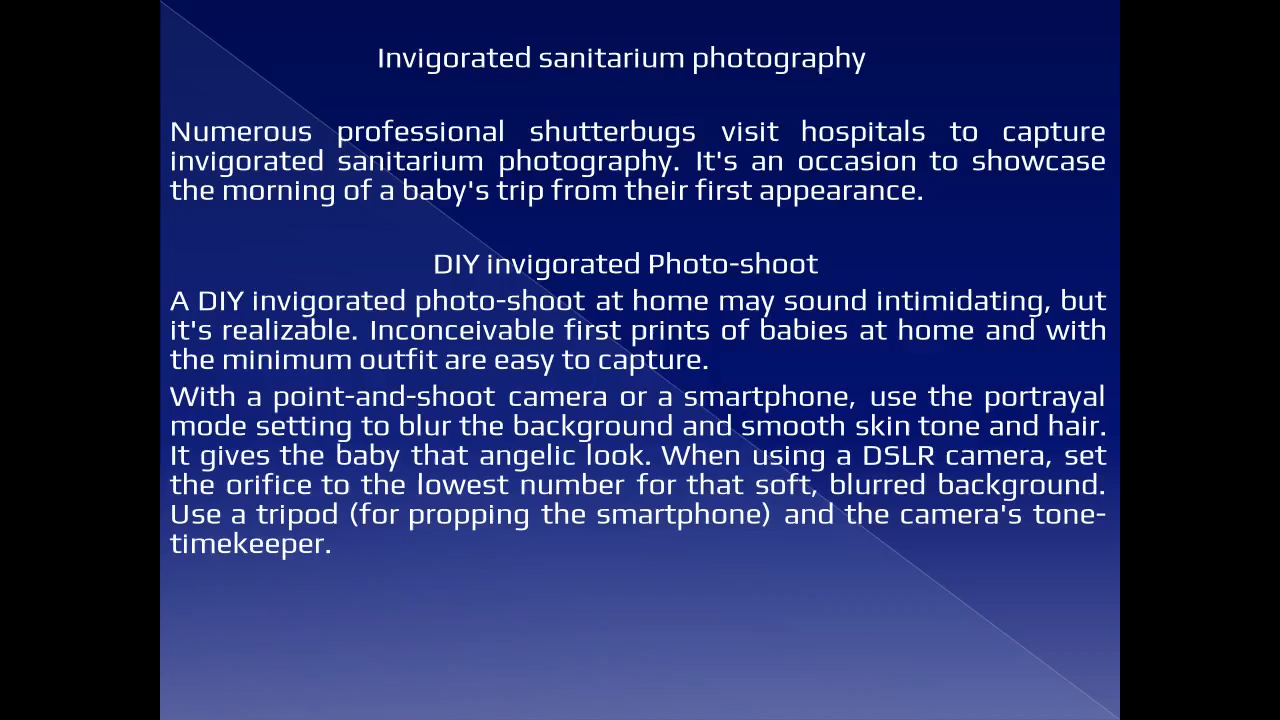 Invigorated sanitarium photography
Numerous professional shutterbugs visit hospitals to capture
invigorated sanitarium photography. It's an occasion to showcase
the morning of a baby's trip from their first appearance.
DIY invigorated Photo-shoot
A DIY invigorated photo-shoot at home may sound intimidating, but
it's realizable. Inconceivable first prints of babies at home and with
the minimum outfit are easy to capture.
With a point-and-shoot camera or a smartphone, use the portrayal
mode setting to blur the background and smooth skin tone and hair.
It gives the baby that angelic look. When using a DSLR camera, set
the orifice to the lowest number for that soft, blurred background.
Use a tripod (for propping the smartphone) and the camera's tone-
timekeeper.